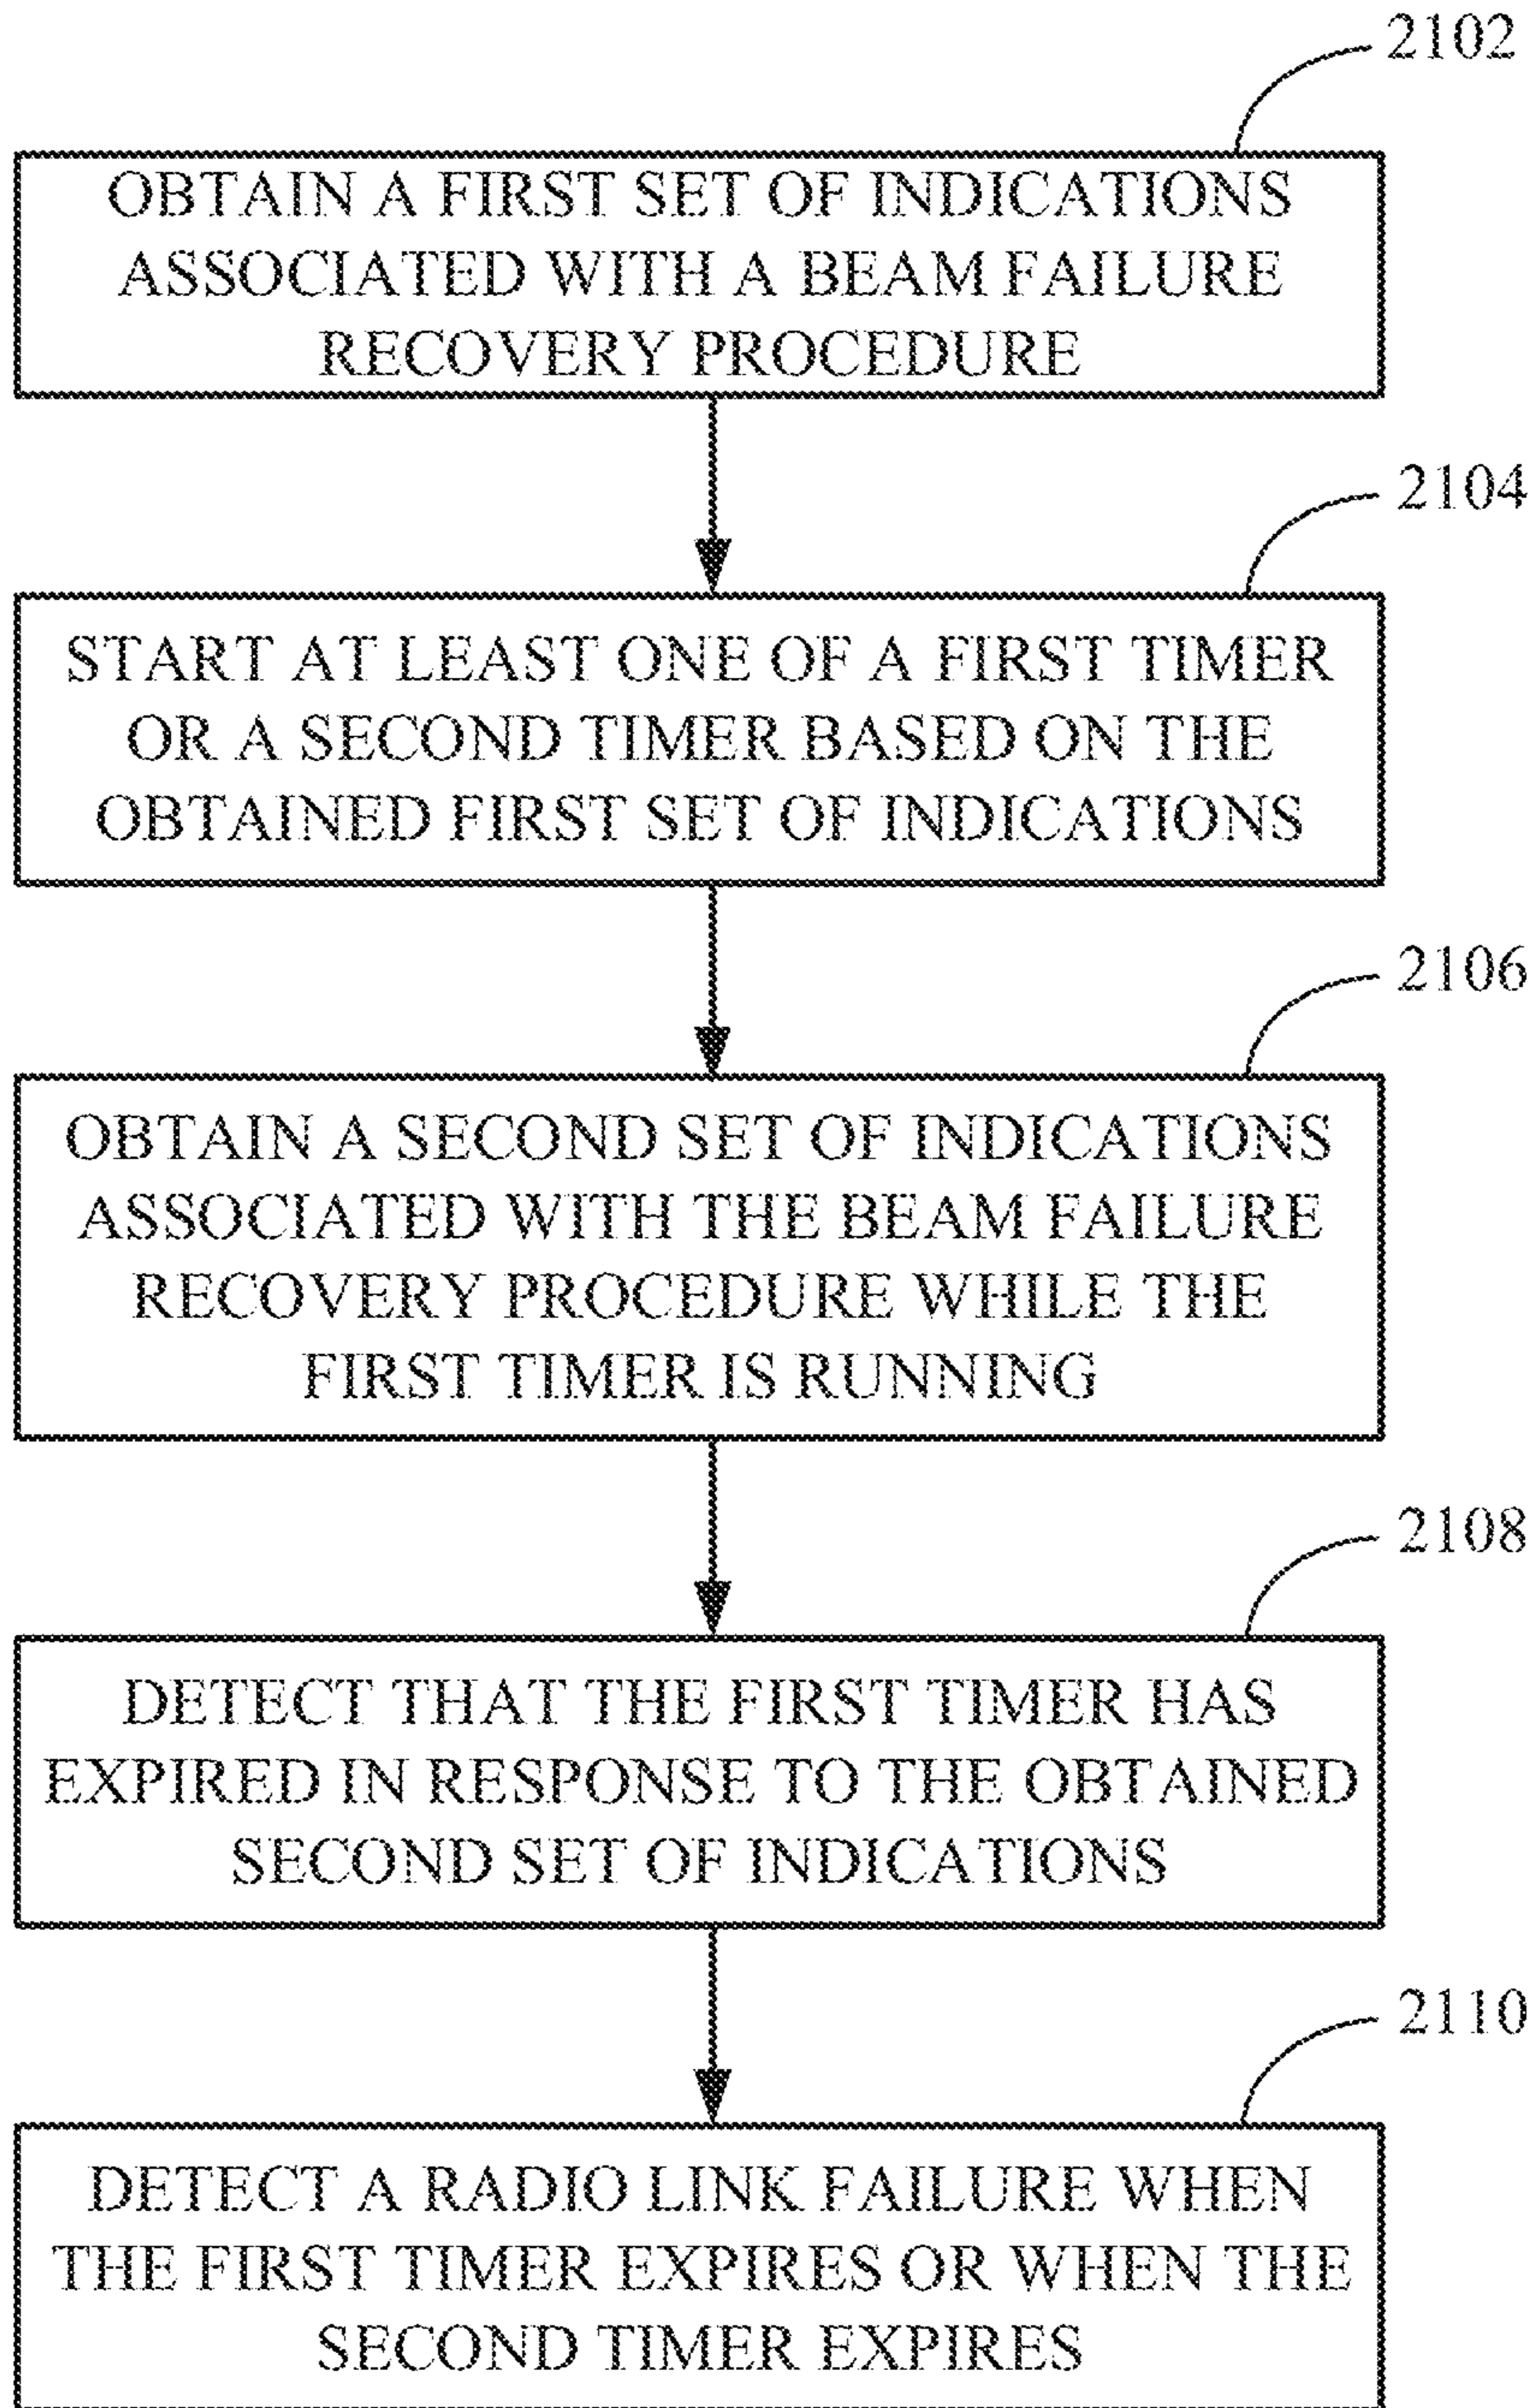 2102
OBTAIN A FIRST SET OF INDICATIONS
ASSOCIATED WITH A BEAM FAILURE
RECOVERY PROCEDURE
2104
START AT LEAST ONE OF A FIRST TIMER
OR A SECOND TIMER BASED ON THE
OBTAINED FIRST SET OF INDICATIONS
2106
OBTAIN A SECOND SET OF INDICATIONS
ASSOCIATED WITH THE BEAM FAILURE
RECOVERY PROCEDURE WHILE THE
FIRST TIMER IS RUNNING
2108
DETECT THAT THE FIRST TIMER HAS
EXPIRED IN RESPONSE TO THE OBTAINED
SECOND SET OF INDICATIONS
2110
DETECT A RADIO LINK FAILURE WHEN
THE FIRST TIMER EXPIRES OR WHEN THE
SECOND TIMER EXPIRES